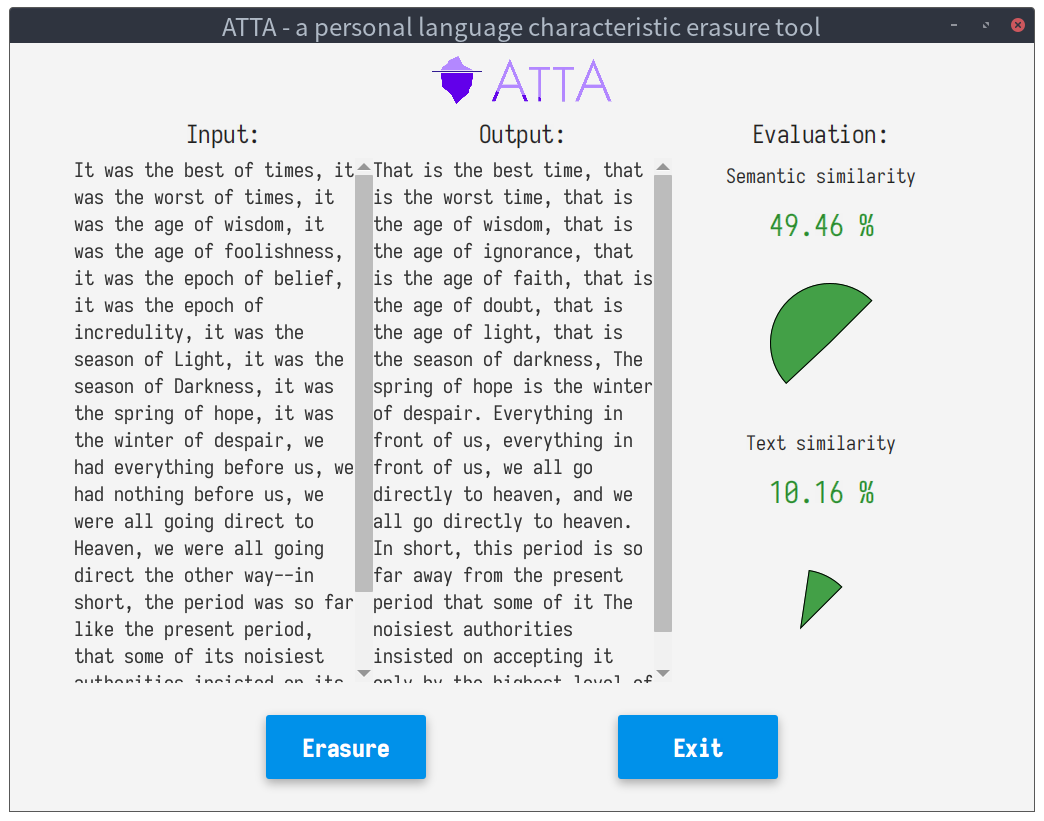 ATTA - a personal language characteristic erasure tool
ATTA
Input:
It was the best of times, it
was the worst of times, it
was the age of wisdom, it
was the age of foolishness,
it was the epoch of belief,
it was the epoch of
incredulity, it was the
season of Light, it was the
season of Darkness, it was
the spring of hope, it was
the winter of despair, we
had everything before us, we
had nothing before us, we
were all going direct to
Heaven, we were all going
direct the other way--in
short, the period was so far
like the present period,
that some of its noisiest
authorities insisted on its
Output:
That is the best time, that
is the worst time, that is
the age of wisdom, that is
the age of ignorance, that
is the age of faith, that is
the age of doubt, that is
the age of light, that is
the season of darkness, The
spring of hope is the winter
of despair. Everything in
front of us, everything in
front of us, we all go
directly to heaven, and we
all go directly to heaven.
In short, this period is so
far away from the present
period that some of it The
noisiest authorities
insisted on accepting it
only by the highest level of
Evaluation:
Semantic similarity
49.46 %
Text similarity
10.16 %
Erasure
Exit